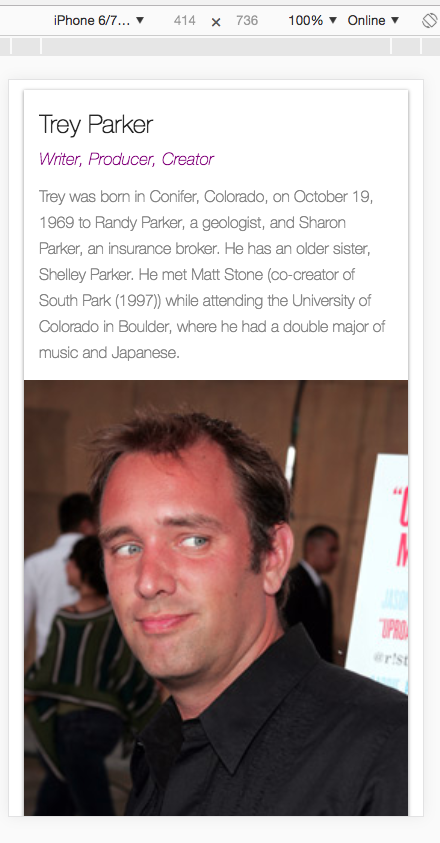 iPhone 6/7... ▼ 414 × 736 100% ▼ Online ▼
Trey Parker
Writer, Producer, Creator
Trey was born in Conifer, Colorado, on October 19,
1969 to Randy Parker, a geologist, and Sharon
Parker, an insurance broker. He has an older sister,
Shelley Parker. He met Matt Stone (co-creator of
South Park (1997)) while attending the University of
Colorado in Boulder, where he had a double major of
music and Japanese.